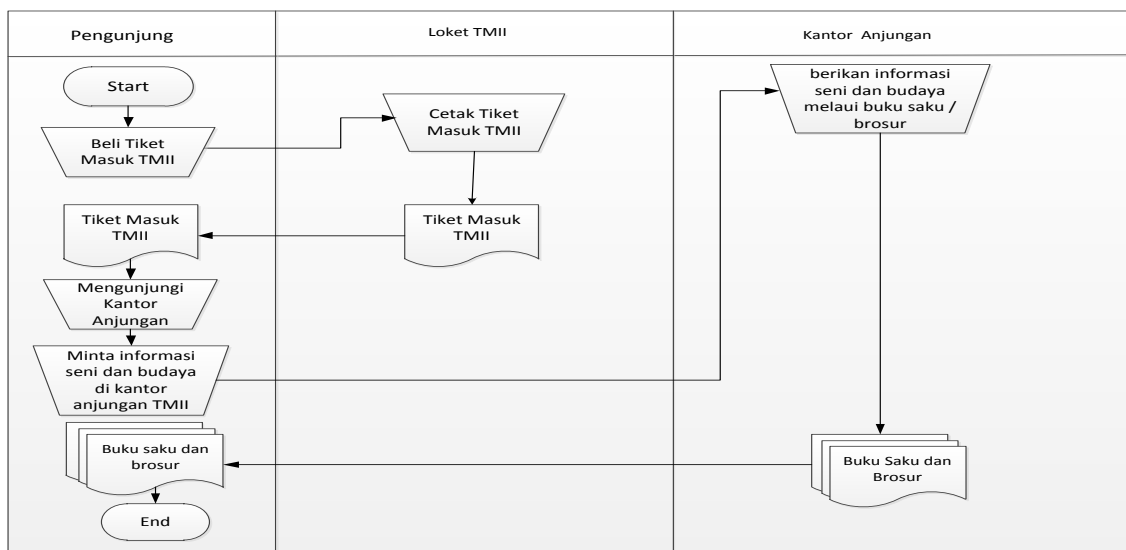 Pengunjung
Loket TMII
Kantor Anjungan
Start
Beli Tiket
Masuk TMII
Cetak Tiket
Masuk TMII
berikan informasi
seni dan budaya
melaui buku saku /
brosur
Tiket Masuk
TMII
Tiket Masuk
TMII
Mengunjungi
Kantor
Anjungan
Minta informasi
seni dan budaya
di kantor
anjungan TMII
Buku saku dan
brosur
Buku Saku dan
Brosur
End